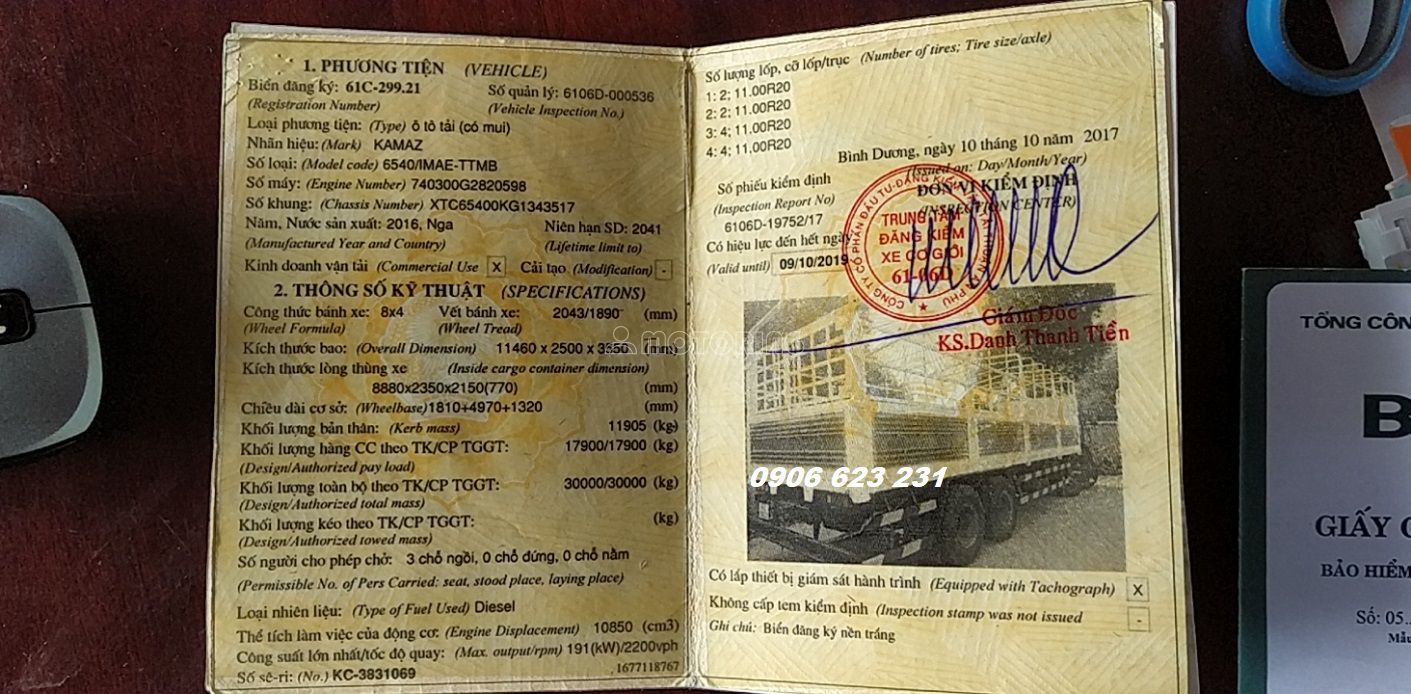 1. PHƯƠNG TIỆN (VEHICLE)
Biển đăng ký: 61C-299.21 Số quản lý: 6106D-000536
(Registration Number) (Vehicle Inspection No.)
Loại phương tiện: (Type) ô tô tải (có mui)
Nhãn hiệu: (Mark) KAMAZ
Số loại: (Model code) 6540/IMAE-TTMB
Số máy: (Engine Number) 740300G2820598
Số khung: (Chassis Number) XTC65400KG1343517
Năm, Nước sản xuất: 2016, Nga Niên hạn SD: 2041
(Manufactured Year and Country) (Lifetime limit to)
Kinh doanh vận tải (Commercial Use X Cải tạo (Modification) -
2. THÔNG SỐ KỸ THUẬT (SPECIFICATIONS)
Công thức bánh xe: 8x4 Vết bánh xe: 2043/1890 (mm)
(Wheel Formula) (Wheel Tread)
Kích thước bao: (Overall Dimension) 11460 x 2500 x 3350 (mm)
Kích thước lòng thùng xe (Inside cargo container dimension)
8880x2350x2150(770) (mm)
Chiều dài cơ sở: (Wheelbase)1810+4970+1320 (mm)
Khối lượng bản thân: (Kerb mass) 11905 (kg)
Khối lượng hàng CC theo TK/CP TGGT: 17900/17900 (kg)
(Design/Authorized pay load)
Khối lượng toàn bộ theo TK/CP TGGT: 30000/30000 (kg)
(Design/Authorized total mass)
Khối lượng kéo theo TK/CP TGGT: (kg)
(Design/Authorized towed mass)
Số người cho phép chở: 3 chỗ ngồi, 0 chỗ đứng, 0 chỗ nằm
(Permissible No. of Pers Carried: seat, stood place, laying place)
Loại nhiên liệu: (Type of Fuel Used) Diesel
Thể tích làm việc của động cơ: (Engine Displacement) 10850 (cm3)
Công suất lớn nhất/tốc độ quay: (Max. output/rpm) 191(kW)/2200vph
Số sê-ri: (No.) KC-3831069 1677118767
Số lượng lốp, cỡ lốp/trục (Number of tires; Tire size/axle)
1: 2; 11.00R20
2: 2; 11.00R20
3: 4; 11.00R20
4: 4; 11.00R20
Bình Dương, ngày 10 tháng 10 năm 2017
(Issued on: Day/Month/Year)
Số phiếu kiểm định ĐƠN VỊ KIỂM ĐỊNH
(Inspection Report No) (INSPECTION CENTER)
6106D-19752/17
Có hiệu lực đến hết ngày
(Valid until) 09/10/2019
TRUNG TÂM
ĐĂNG KIỂM
XE CƠ GIỚI
61-06D
Giám Đốc
KS.Danh Thanh Tiền
MOTORING
0906 623 231
Có lắp thiết bị giám sát hành trình (Equipped with Tachograph) X
Không cấp tem kiểm định (Inspection stamp was not issued -
Ghi chú: Biển đăng ký nền trắng
TỔNG CÔN
B
GIẤY C
BẢO HIỂM
Số: 05..
Mẫu